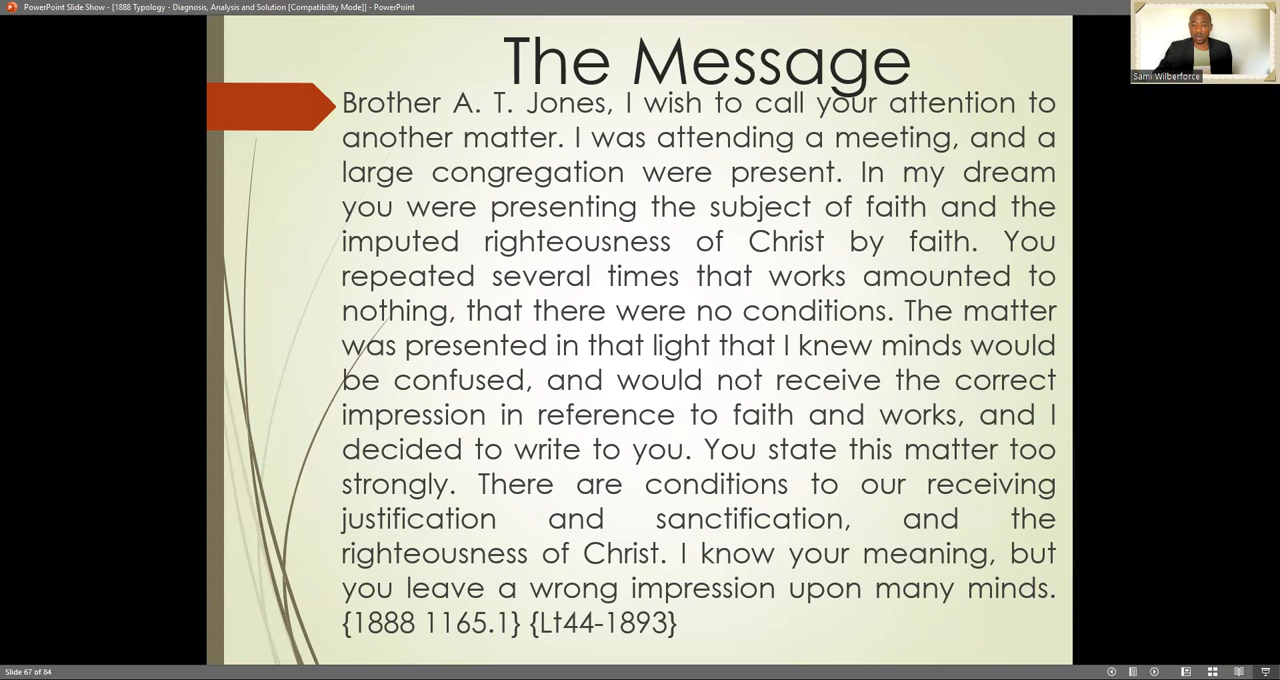 PowerPoint Slide Show - [1888 Typology - Diagnosis, Analysis and Solution [Compatibility Mode]] - PowerPoint
Sami Wilberforce
The Message
Brother A. T. Jones, I wish to call your attention to
another matter. I was attending a meeting, and a
large congregation were present. In my dream
you were presenting the subject of faith and the
imputed righteousness of Christ by faith. You
repeated several times that works amounted to
nothing, that there were no conditions. The matter
was presented in that light that I knew minds would
be confused, and would not receive the correct
impression in reference to faith and works, and I
decided to write to you. You state this matter too
strongly. There are conditions to our receiving
justification and sanctification, and the
righteousness of Christ. I know your meaning, but
you leave a wrong impression upon many minds.
{1888 1165.1} {Lt44-1893}
Slide 67 of 84